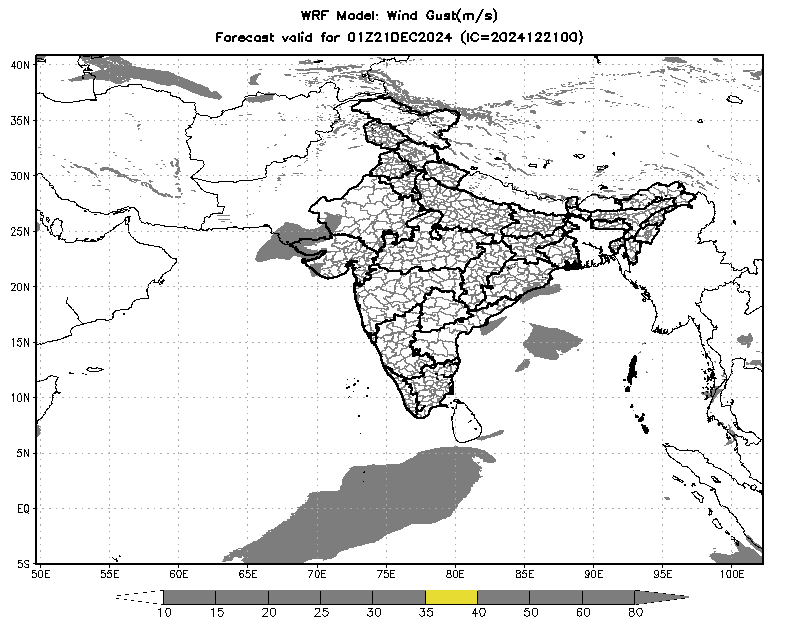 WRF Model: Wind Gust(m/s)
Forecast valid for 01Z21DEC2024 (IC=2024122100)
40N
35N
30N
25N
20N
15N
10N
5N
EQ
5S
50E 55E 60E 65E 70E 75E 80E 85E 90E 95E 100E
10 15 20 25 30 35 40 50 60 80